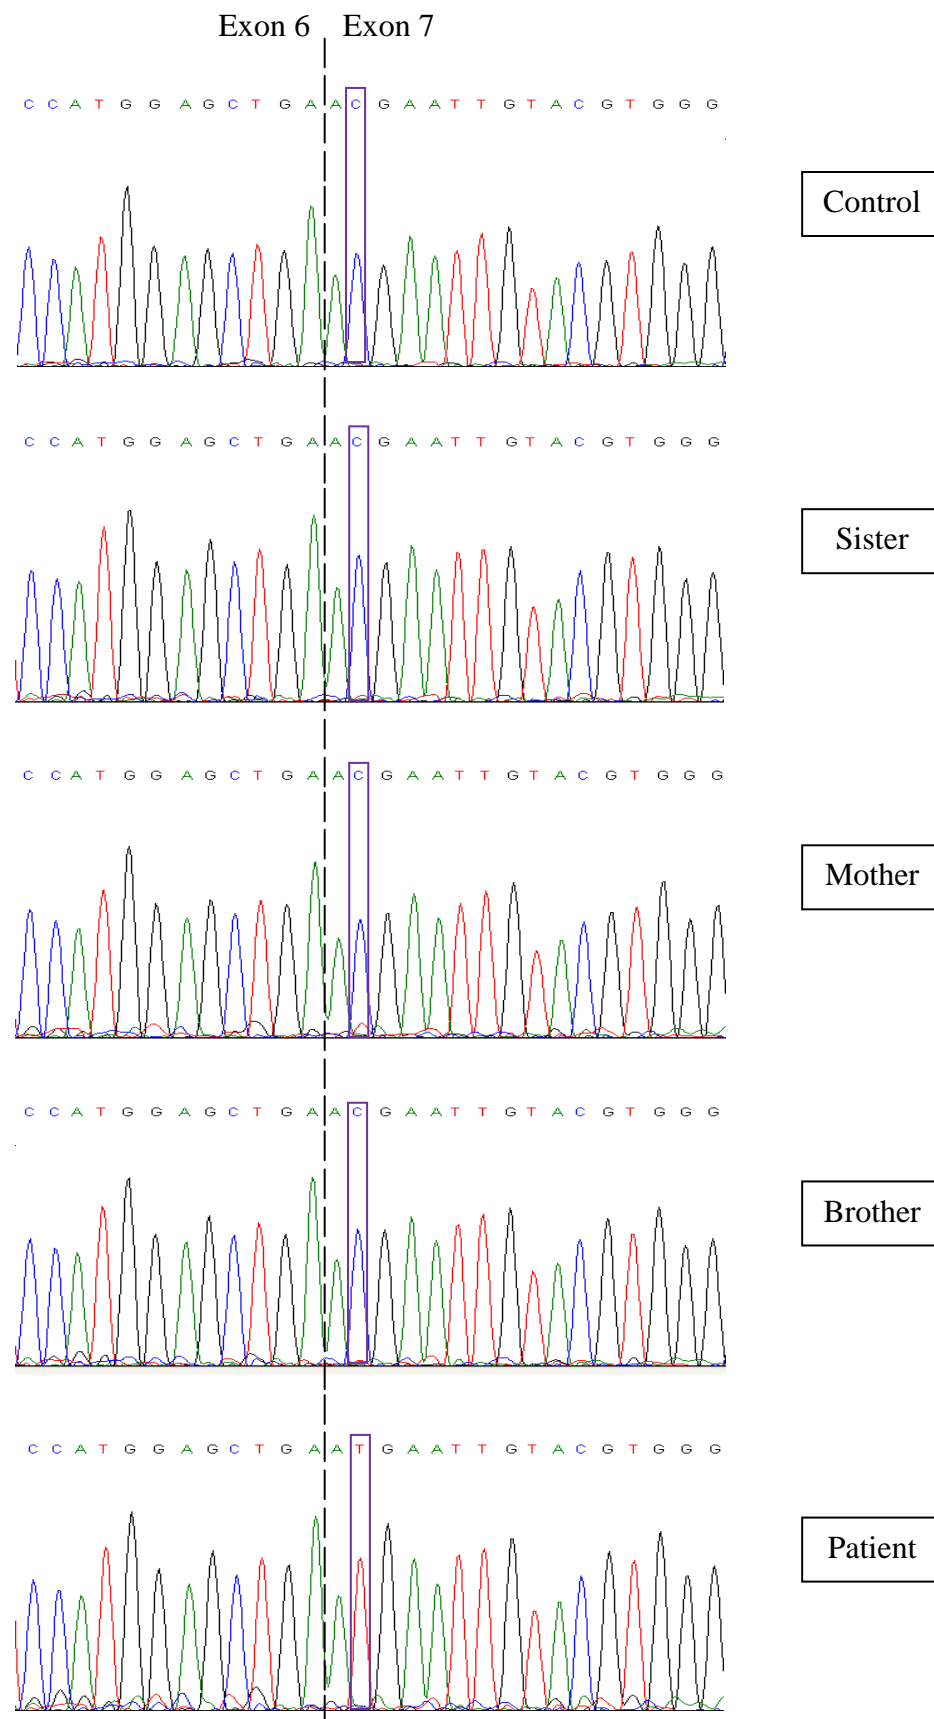 Exon 6 Exon 7
C C A T G G A G C T G A A C G A A T T G T A C G T G G G
Control
C C A T G G A G C T G A A C G A A T T G T A C G T G G G
Sister
C C A T G G A G C T G A A C G A A T T G T A C G T G G G
Mother
C C A T G G A G C T G A A C G A A T T G T A C G T G G G
Brother
C C A T G G A G C T G A A T G A A T T G T A C G T G G G
Patient